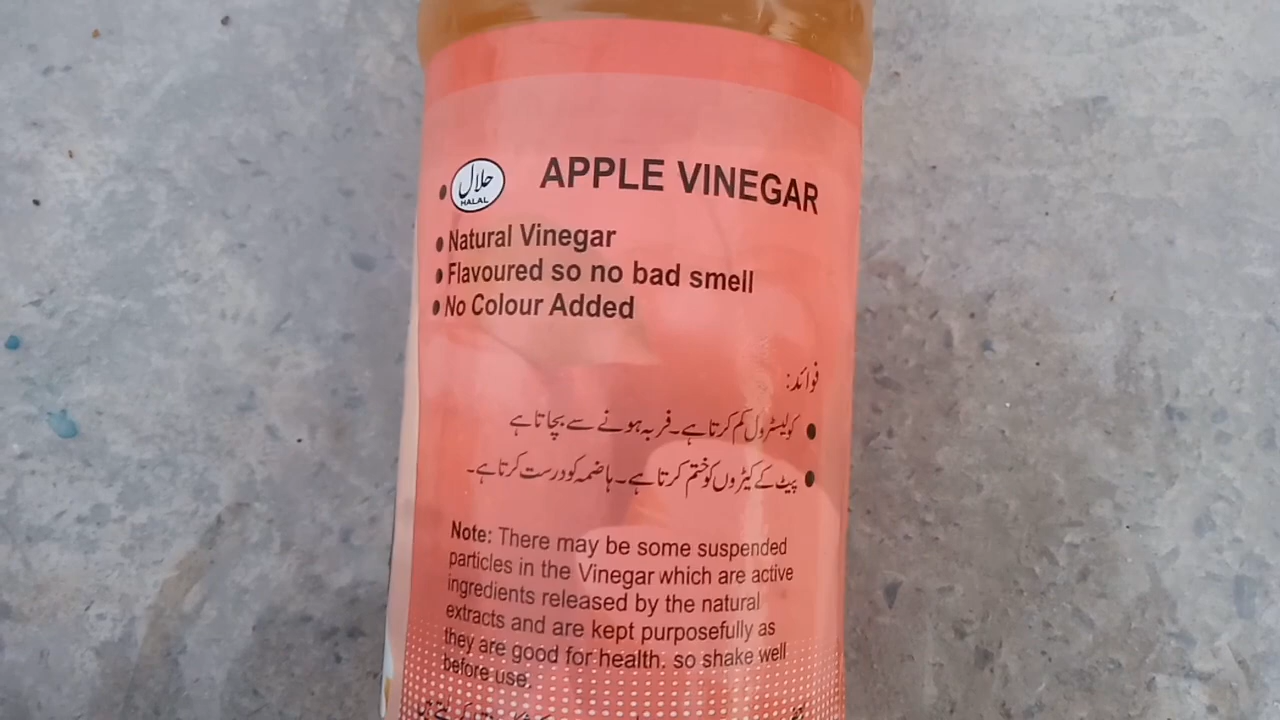 حلال
HALAL
APPLE VINEGAR
• Natural Vinegar
• Flavoured so no bad smell
• No Colour Added
فوائد:
• کولیسٹرول کم کرتا ہے۔ فربہ ہونے سے بچاتا ہے
• پیٹ کے کیڑوں کو ختم کرتا ہے۔ ہاضمہ کو درست کرتا ہے۔
Note: There may be some suspended
particles in the Vinegar which are active
ingredients released by the natural
extracts and are kept purposefully as
they are good for health. so shake well
before use.